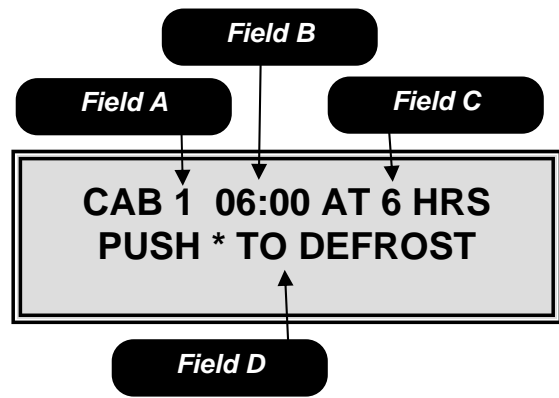 Field B
Field A
Field C
CAB 1 06:00 AT 6 HRS
PUSH * TO DEFROST
Field D